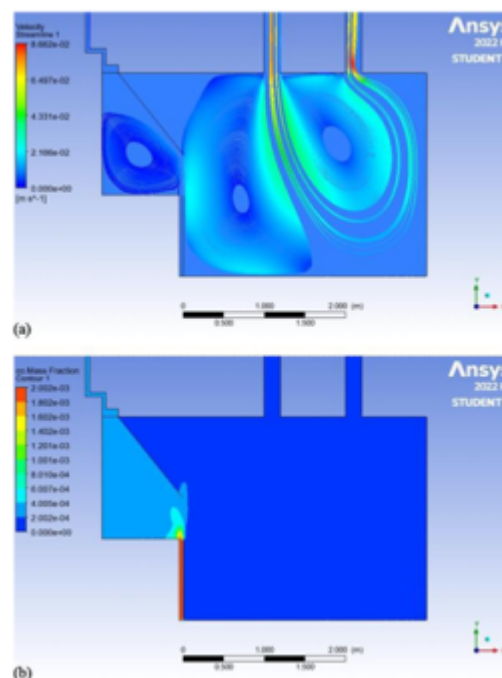 Velocity
Streamline 1
8.662e-02
6.497e-02
4.331e-02
2.166e-02
0.000e+00
[m s^-1]
Ansys
2022
STUDENT
0
1.000
2.000
(m)
0.500
1.500
Y
(a)
Mass Fraction
Contour 1
2.002e-03
1.802e-03
1.602e-03
1.402e-03
1.201e-03
1.001e-03
8.010e-04
6.007e-04
4.005e-04
2.002e-04
0.000e+00
Ansys
2022
STUDENT
0
1.000
2.000
(m)
0.500
1.500
Y
(b)